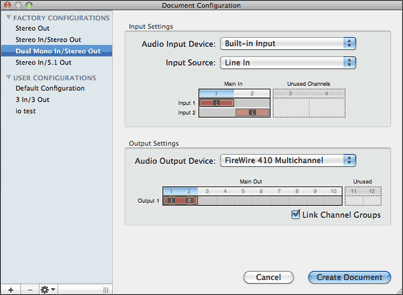 Document Configuration
FACTORY CONFIGURATIONS
Stereo Out
Stereo In/Stereo Out
Dual Mono In/Stereo Out
Stereo In/5.1 Out
USER CONFIGURATIONS
Default Configuration
3 In/3 Out
io test
Input Settings
Audio Input Device: Built-in Input
Input Source: Line In
Main In Unused Channels
1 2 3 4
Input 1 L
Input 2 L
Output Settings
Audio Output Device: FireWire 410 Multichannel
Main Out Unused
1 2 3 4 5 6 7 8 9 10 11 12
Output 1 L R
Link Channel Groups
Cancel Create Document